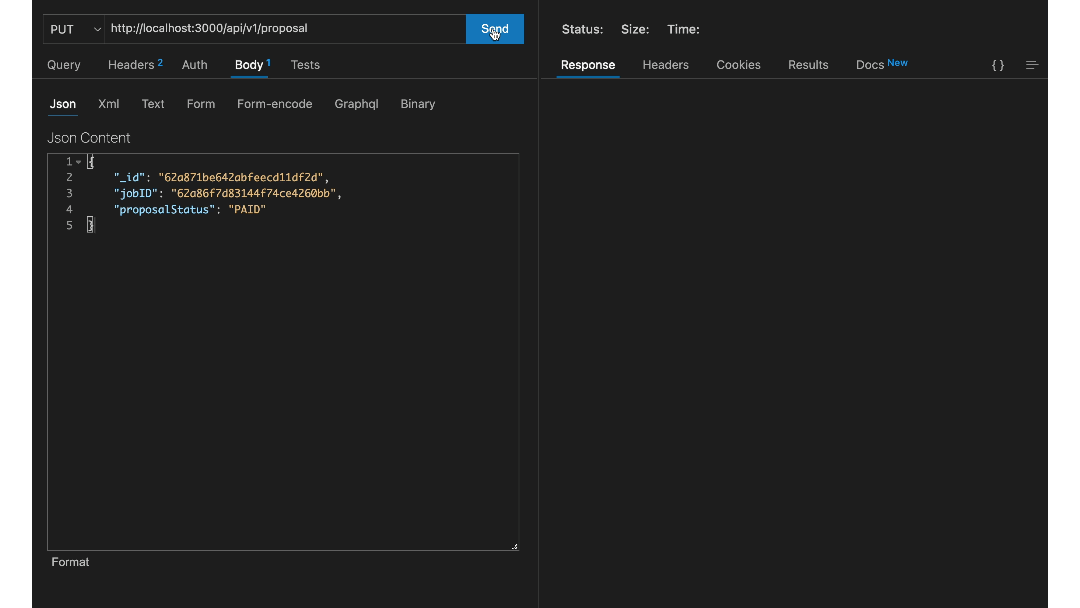 PUT http://localhost:3000/api/v1/proposal Send
Status: Size: Time:
Query Headers 2 Auth Body 1 Tests
Response Headers Cookies Results Docs New { }
Json Xml Text Form Form-encode Graphql Binary
Json Content
1 {
2 "_id": "62a871be642abfeecd11df2d",
3 "jobID": "62a86f7d83144f74ce4260bb",
4 "proposalStatus": "PAID"
5 }
Format